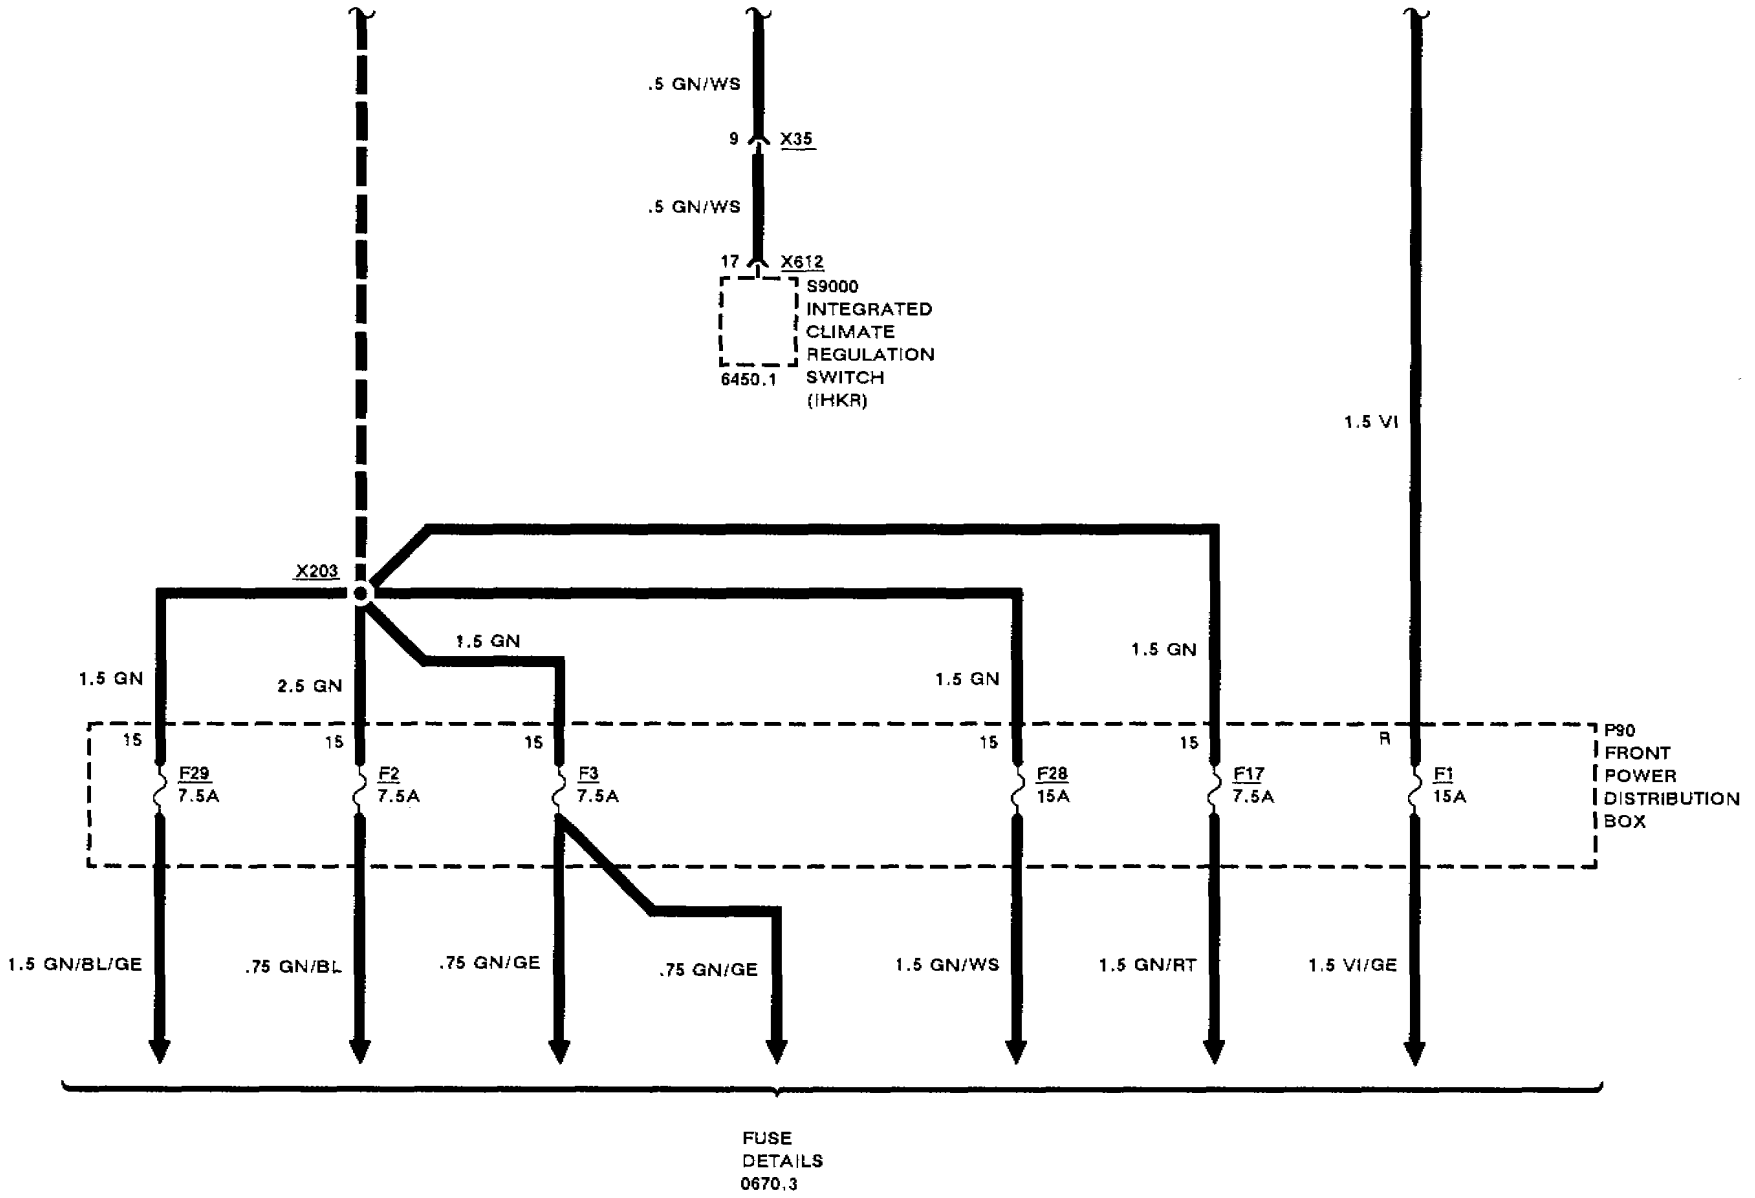 .5 GN/WS
9 X35
.5 GN/WS
17 X612
S9000
INTEGRATED
CLIMATE
REGULATION
SWITCH
(IHKR)
6450.1
1.5 VI
X203
1.5 GN
1.5 GN
1.5 GN
2.5 GN
1.5 GN
15
15
15
15
15
R
P90
FRONT
POWER
DISTRIBUTION
BOX
F29
7.5A
F2
7.5A
F3
7.5A
F28
15A
F17
7.5A
F1
15A
1.5 GN/BL/GE
.75 GN/BL
.75 GN/GE
.75 GN/GE
1.5 GN/WS
1.5 GN/RT
1.5 VI/GE
FUSE
DETAILS
0670.3